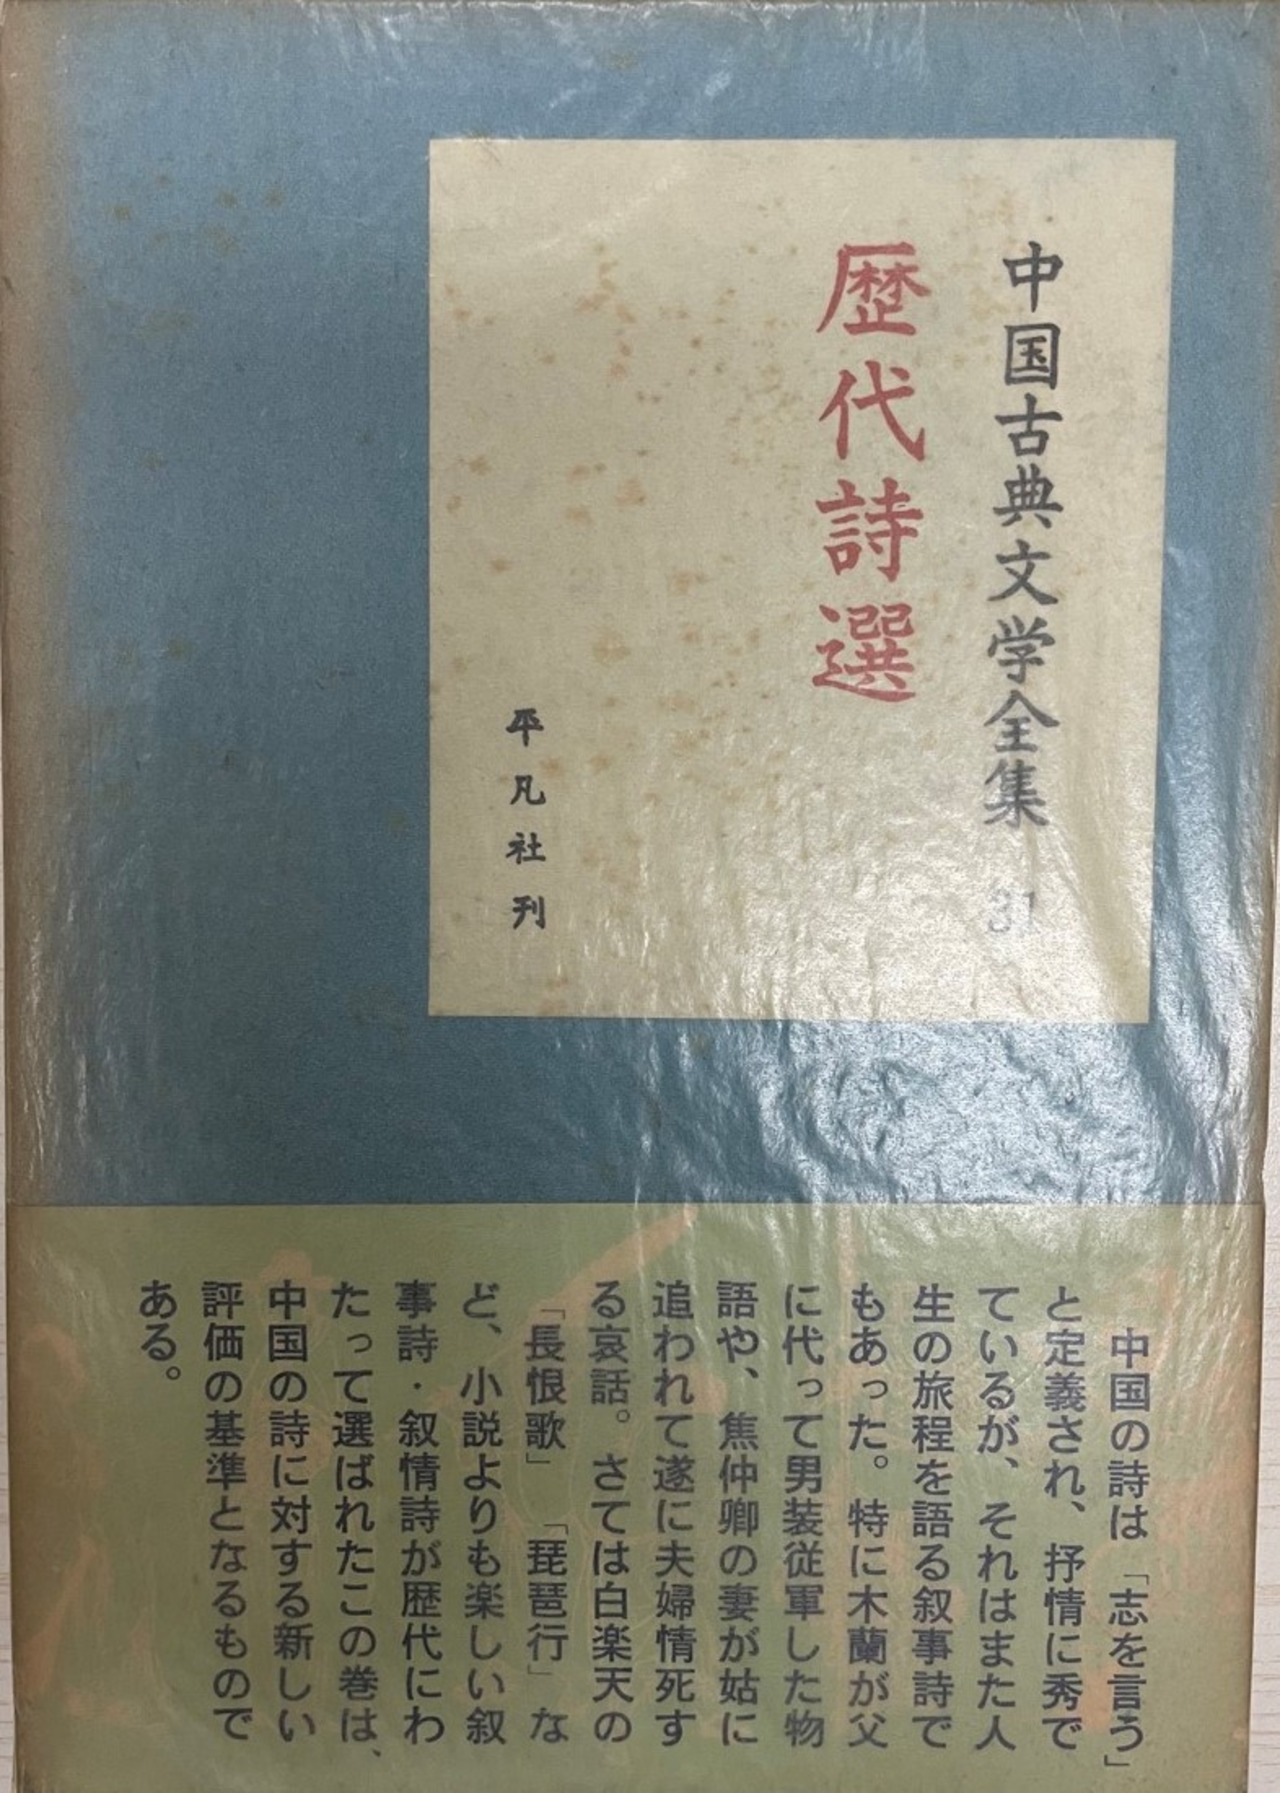 中国古典文学全集 31
歴代詩選
平凡社刊
中国の詩は「志を言う」
と定義され、抒情に秀で
ているが、それはまた人
生の旅程を語る叙事詩で
もあった。特に木蘭が父
に代って男装従軍した物
語や、焦仲卿の妻が姑に
追われて遂に夫婦情死す
る哀話。さては白楽天の
「長恨歌」「琵琶行」な
ど、小説よりも楽しい叙
事詩・叙情詩が歴代にわ
たって選ばれたこの巻は、
中国の詩に対する新しい
評価の基準となるもので
ある。